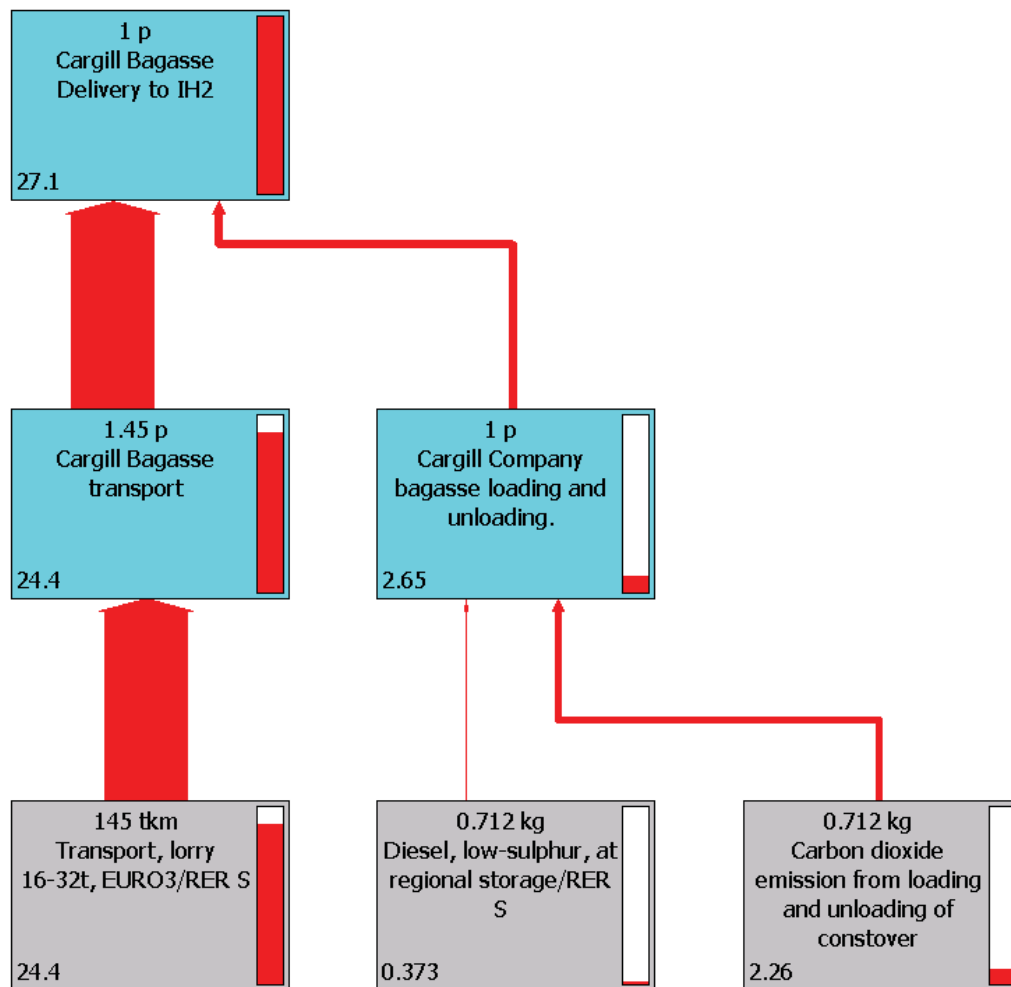 1 p
Cargill Bagasse
Delivery to IH2
27.1
1.45 p
Cargill Bagasse
transport
24.4
1 p
Cargill Company
bagasse loading and
unloading.
2.65
145 tkm
Transport, lorry
16-32t, EURO3/RER S
24.4
0.712 kg
Diesel, low-sulphur, at
regional storage/RER
S
0.373
0.712 kg
Carbon dioxide
emission from loading
and unloading of
constover
2.26